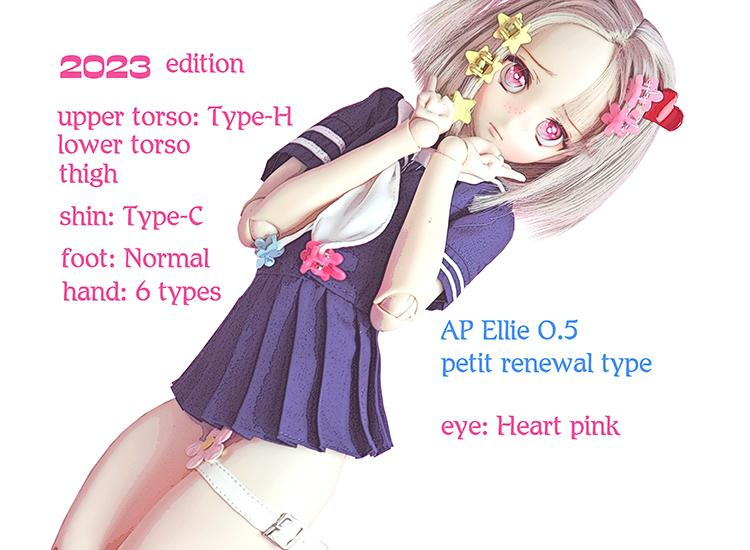 2023 edition
upper torso: Type-H
lower torso
thigh
shin: Type-C
foot: Normal
hand: 6 types
AP Ellie 0.5
petit renewal type
eye: Heart pink